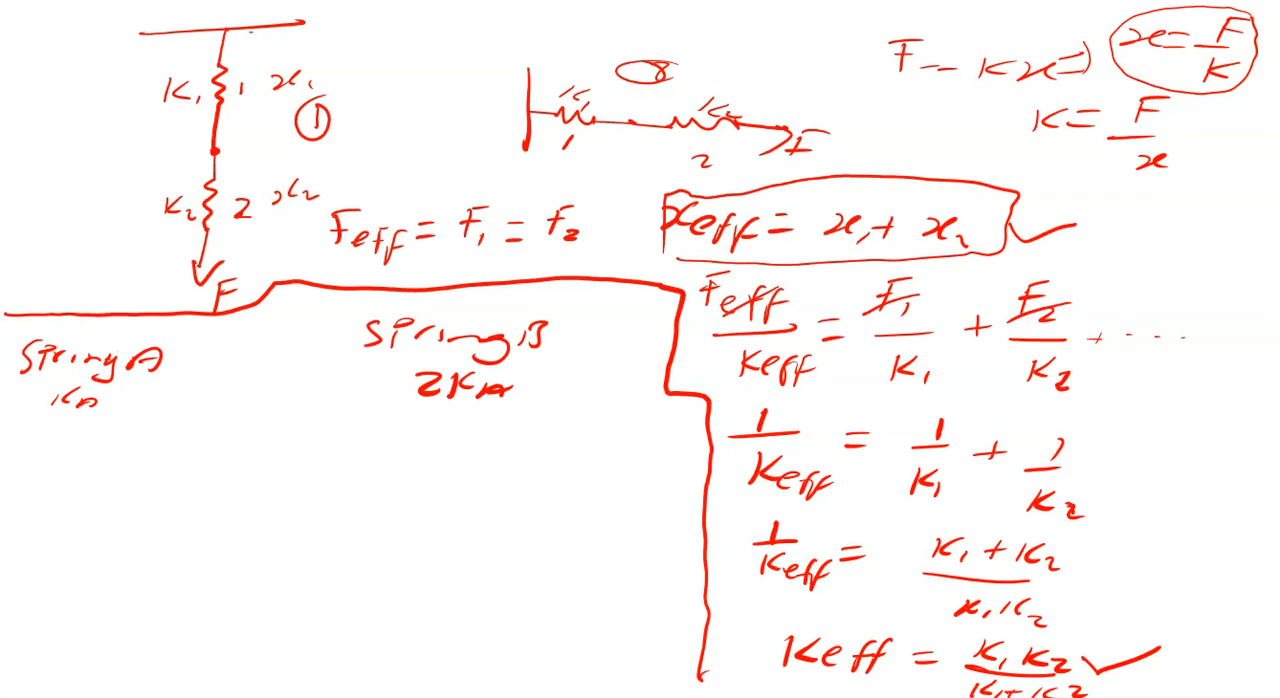 K₁ 1 x₁
①
K₂ 2 x₂
F
K₁ K₂
1 2 F
F = Kx ⇒ x = F/K
K = F/x
Feff = F₁ = F₂
xeff = x₁ + x₂ ✓
Feff/Keff = F₁/K₁ + F₂/K₂ + ....
1/Keff = 1/K₁ + 1/K₂
1/Keff = K₁ + K₂/K₁K₂
Keff = K₁K₂/K₁+K₂ ✓
Spring A
KA
Spring B
2KA